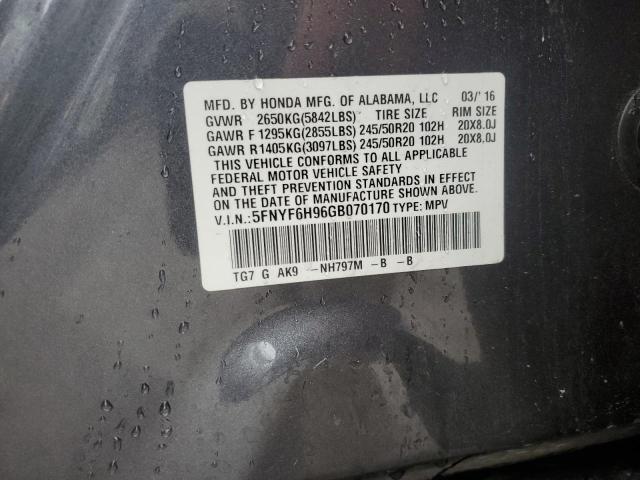 MFD. BY HONDA MFG. OF ALABAMA, LLC 03/'16
GVWR 2650KG(5842LBS) TIRE SIZE RIM SIZE
GAWR F 1295KG(2855LBS) 245/50R20 102H 20X8.0J
GAWR R1405KG(3097LBS) 245/50R20 102H 20X8.0J
THIS VEHICLE CONFORMS TO ALL APPLICABLE
FEDERAL MOTOR VEHICLE SAFETY
AND THEFT PREVENTION STANDARDS IN EFFECT
ON THE DATE OF MANUFACTURE SHOWN ABOVE.
V.I.N.:5FNYF6H96GB070170 TYPE: MPV
TG7 G AK9 -NH797M -B -B